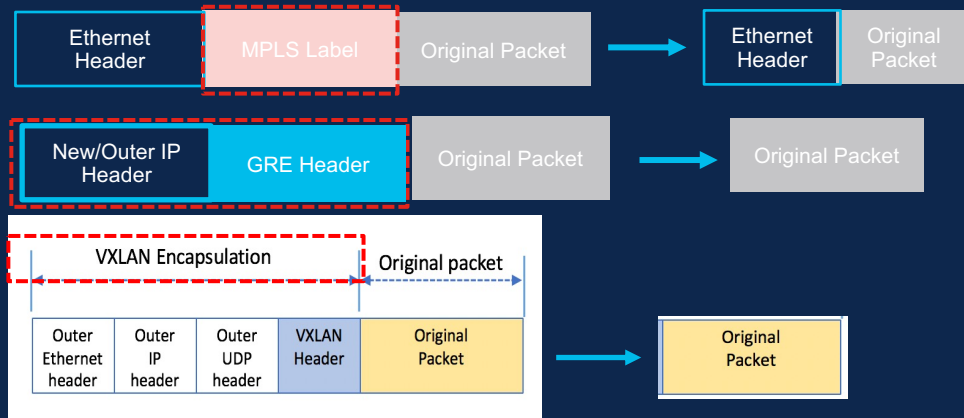 Ethernet
Header
MPLS Label
Original Packet
Ethernet
Header
Original
Packet
New/Outer IP
Header
GRE Header
Original Packet
Original Packet
VXLAN Encapsulation
Original packet
Outer
Ethernet
header
Outer
IP
header
Outer
UDP
header
VXLAN
Header
Original
Packet
Original
Packet